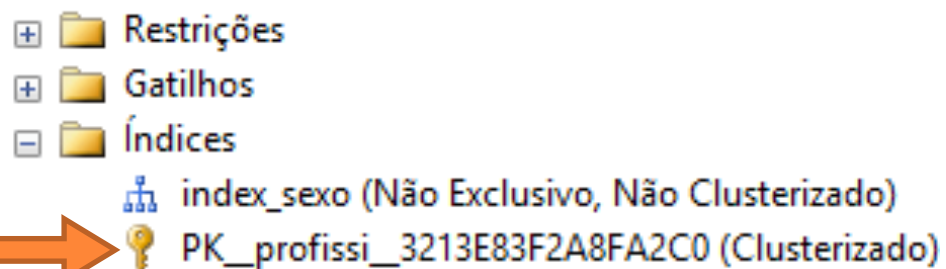 Restrições
Gatilhos
Índices
index_sexo (Não Exclusivo, Não Clusterizado)
PK__profissi__3213E83F2A8FA2C0 (Clusterizado)